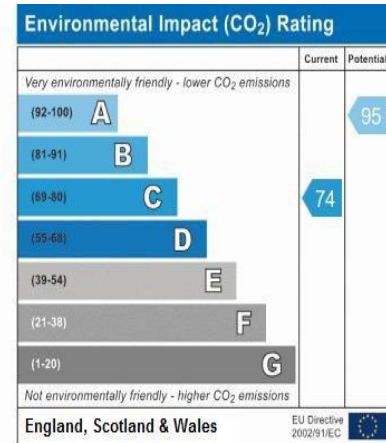 Environmental Impact (CO₂) Rating
Current Potential
Very environmentally friendly - lower CO₂ emissions
(92-100) A 95
(81-91) B
(69-80) C 74
(55-68) D
(39-54) E
(21-38) F
(1-20) G
Not environmentally friendly - higher CO₂ emissions
England, Scotland & Wales
EU Directive
2002/91/EC